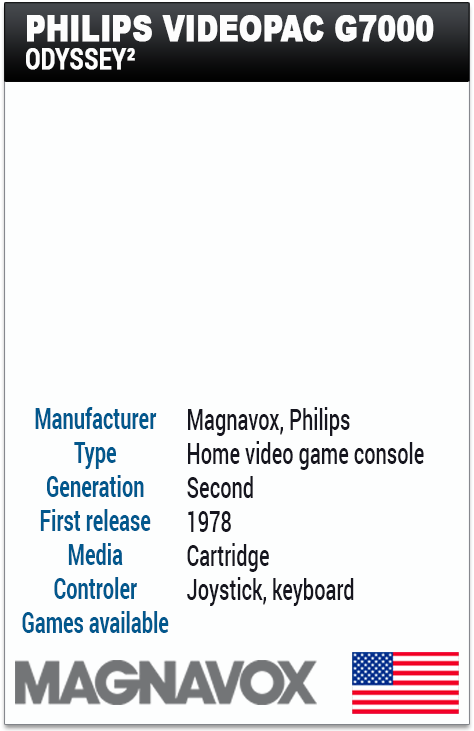 PHILIPS VIDEOPAC G7000
ODYSSEY²
Manufacturer Magnavox, Philips
Type Home video game console
Generation Second
First release 1978
Media Cartridge
Controler Joystick, keyboard
Games available
MAGNAVOX